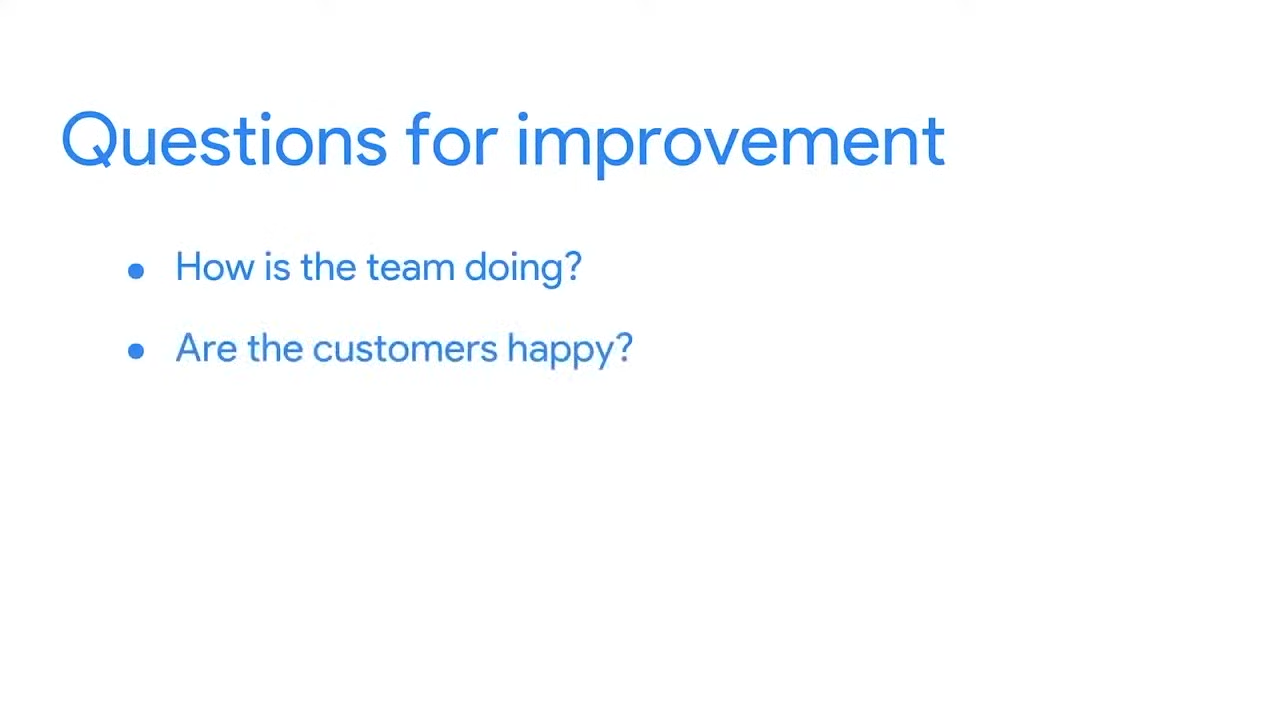 Questions for improvement
• How is the team doing?
• Are the customers happy?